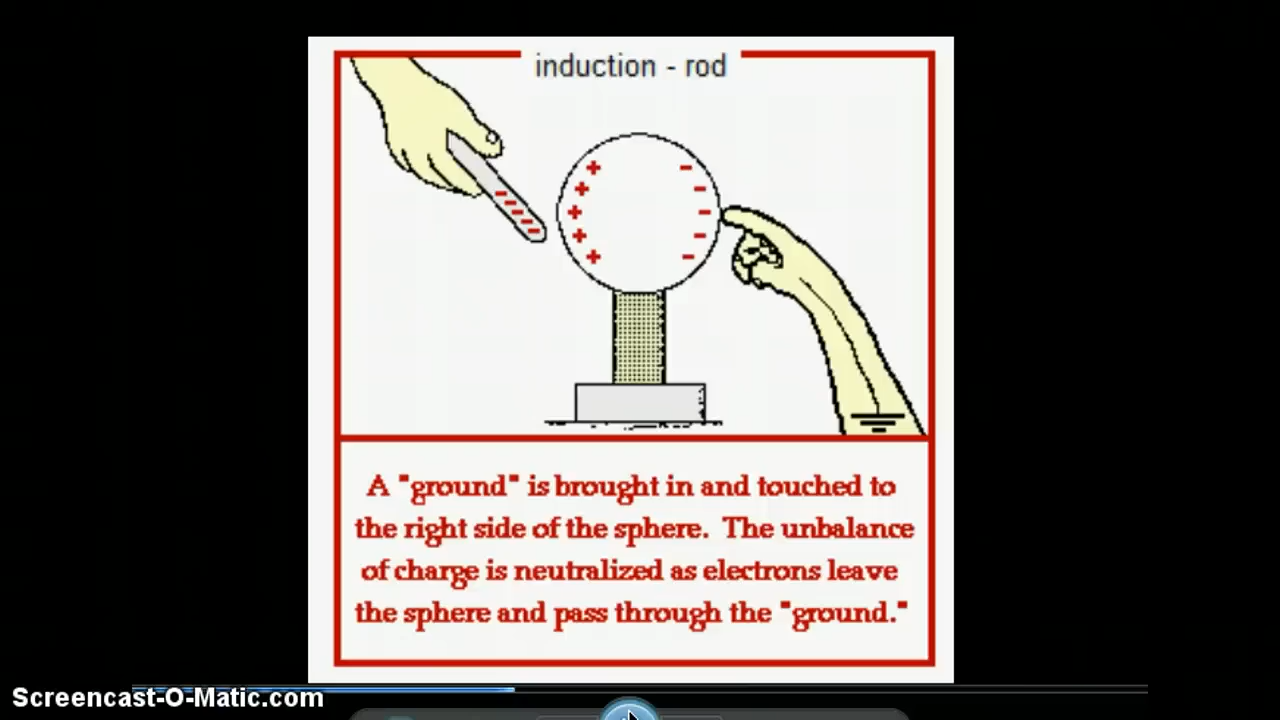 induction - rod
A "ground" is brought in and touched to
the right side of the sphere. The unbalance
of charge is neutralized as electrons leave
the sphere and pass through the "ground."
Screencast-O-Matic.com